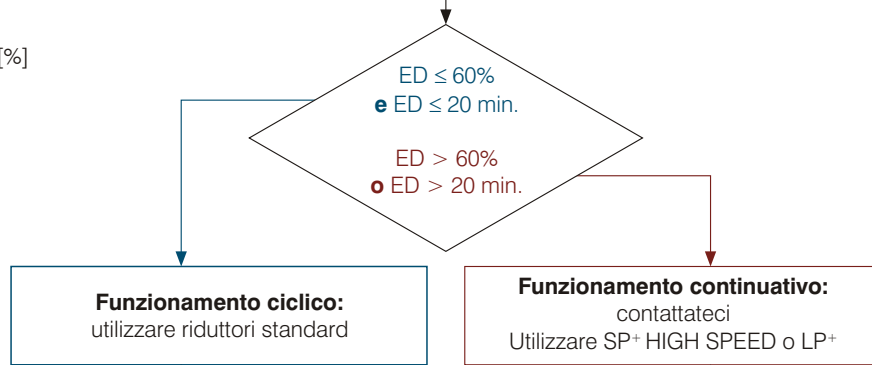 [%]
ED ≤ 60%
e ED ≤ 20 min.
ED > 60%
o ED > 20 min.
Funzionamento ciclico:
utilizzare riduttori standard
Funzionamento continuativo:
contattateci
Utilizzare SP⁺ HIGH SPEED o LP⁺